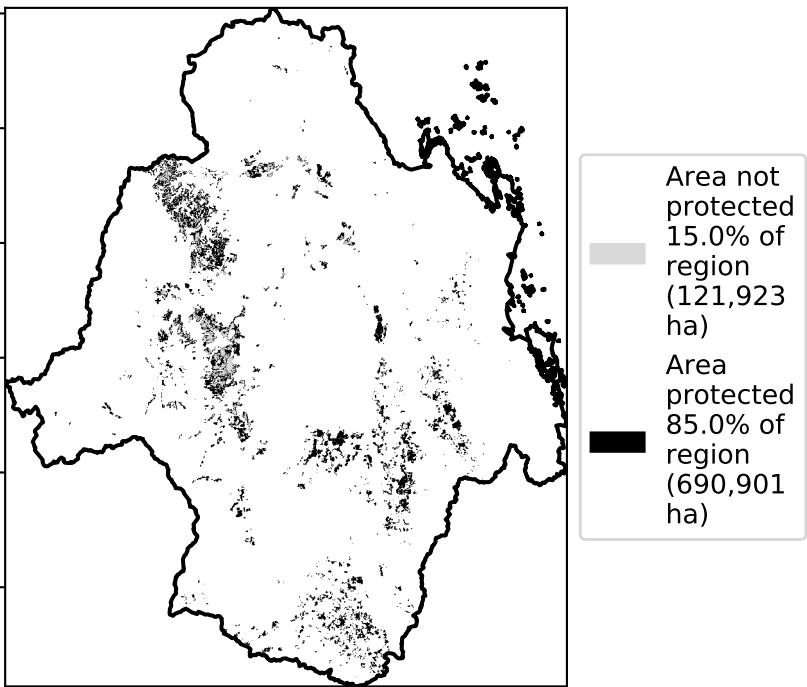 Area not
protected
15.0% of
region
(121,923
ha)
Area
protected
85.0% of
region
(690,901
ha)